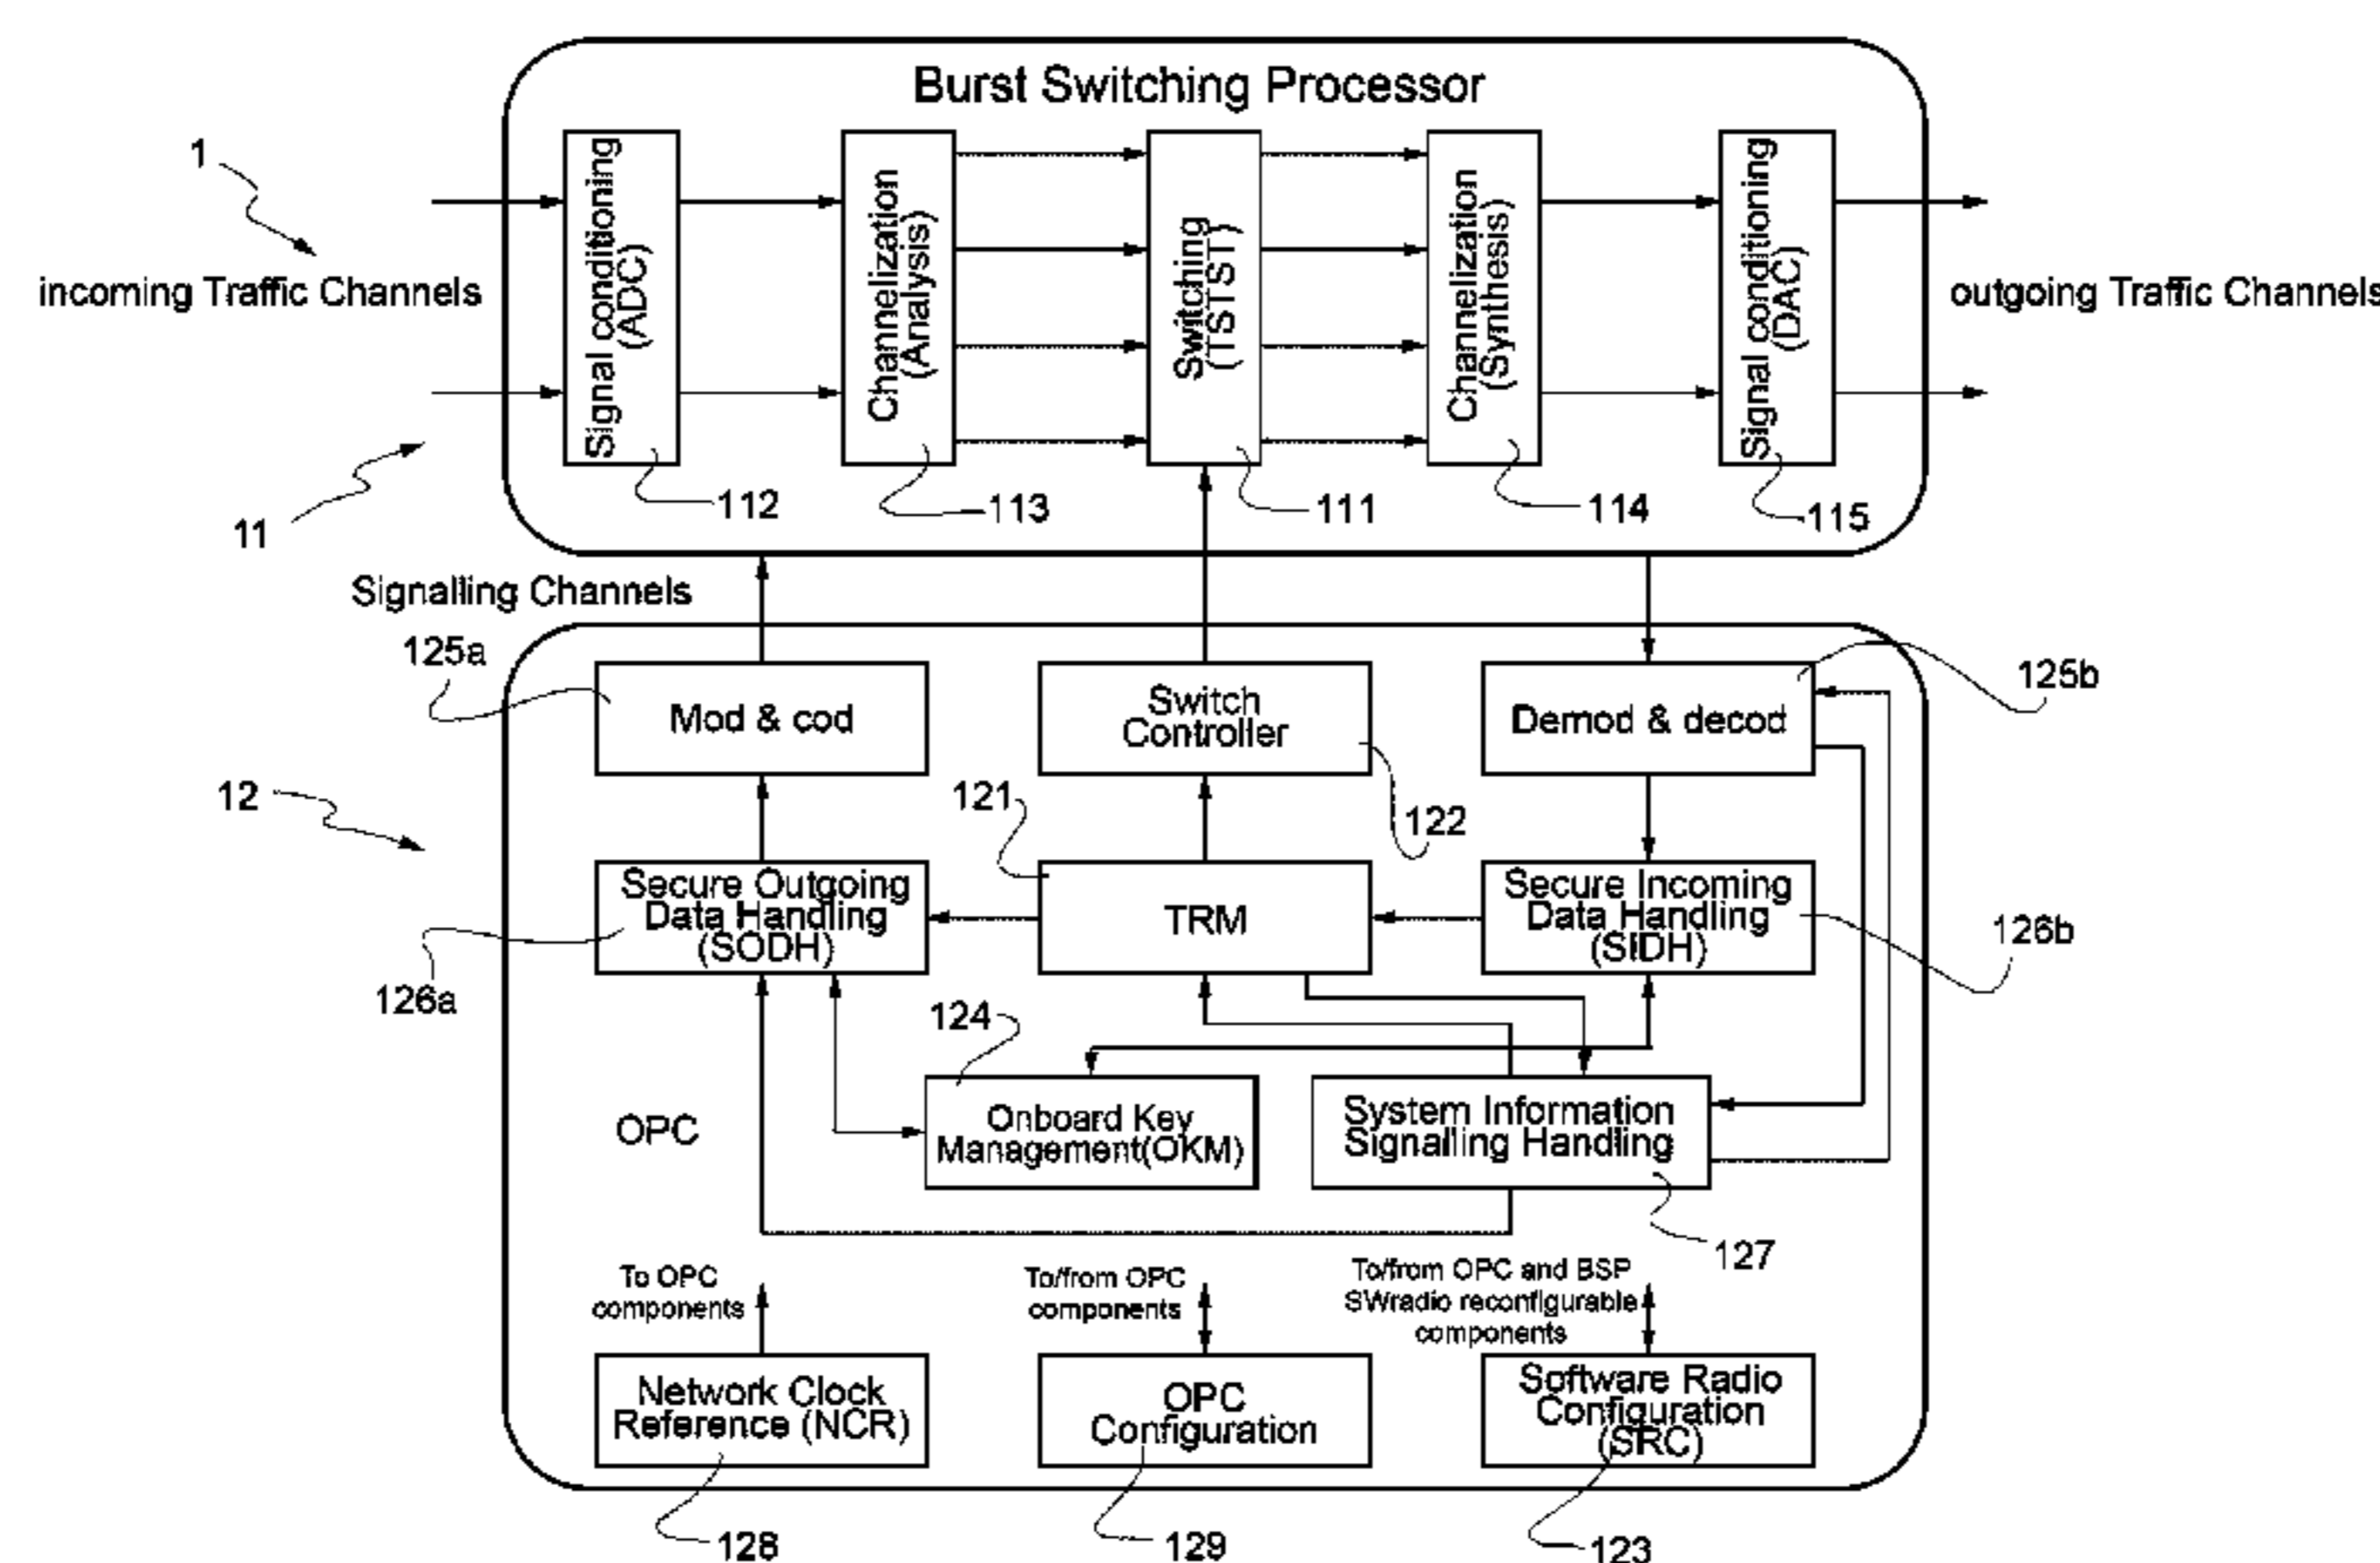 Burst Switching Processor
1
incoming Traffic Channels
11
Signal conditioning
(ADC)
Channelization
(Analysis)
Switching
(TSTST)
Channelization
(Synthesis)
Signal conditioning
(DAC)
outgoing Traffic Channels
112
113
111
114
115
Signalling Channels
125a
Mod & cod
Switch
Controller
Demod & decod
125b
12
121
122
Secure Outgoing
Data Handling
(SODH)
TRM
Secure Incoming
Data Handling
(SIDH)
126a
126b
124
OPC
Onboard Key
Management(OKM)
System Information
Signalling Handling
127
To OPC
components
To/from OPC
components
To/from OPC and BSP
SWradio reconfigurable
components
Network Clock
Reference (NCR)
OPC
Configuration
Software Radio
Configuration
(SRC)
128
129
123